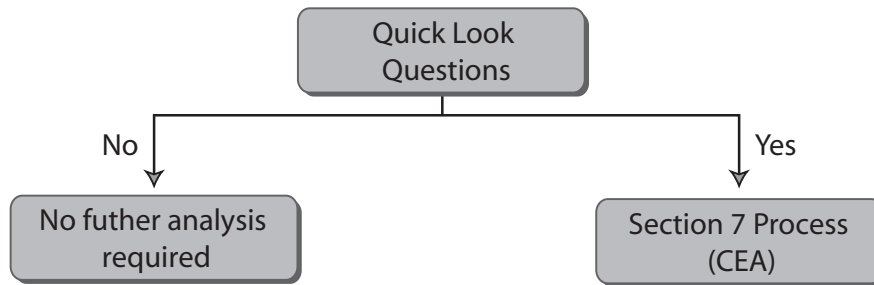 Quick Look
Questions
No
Yes
No futher analysis
required
Section 7 Process
(CEA)